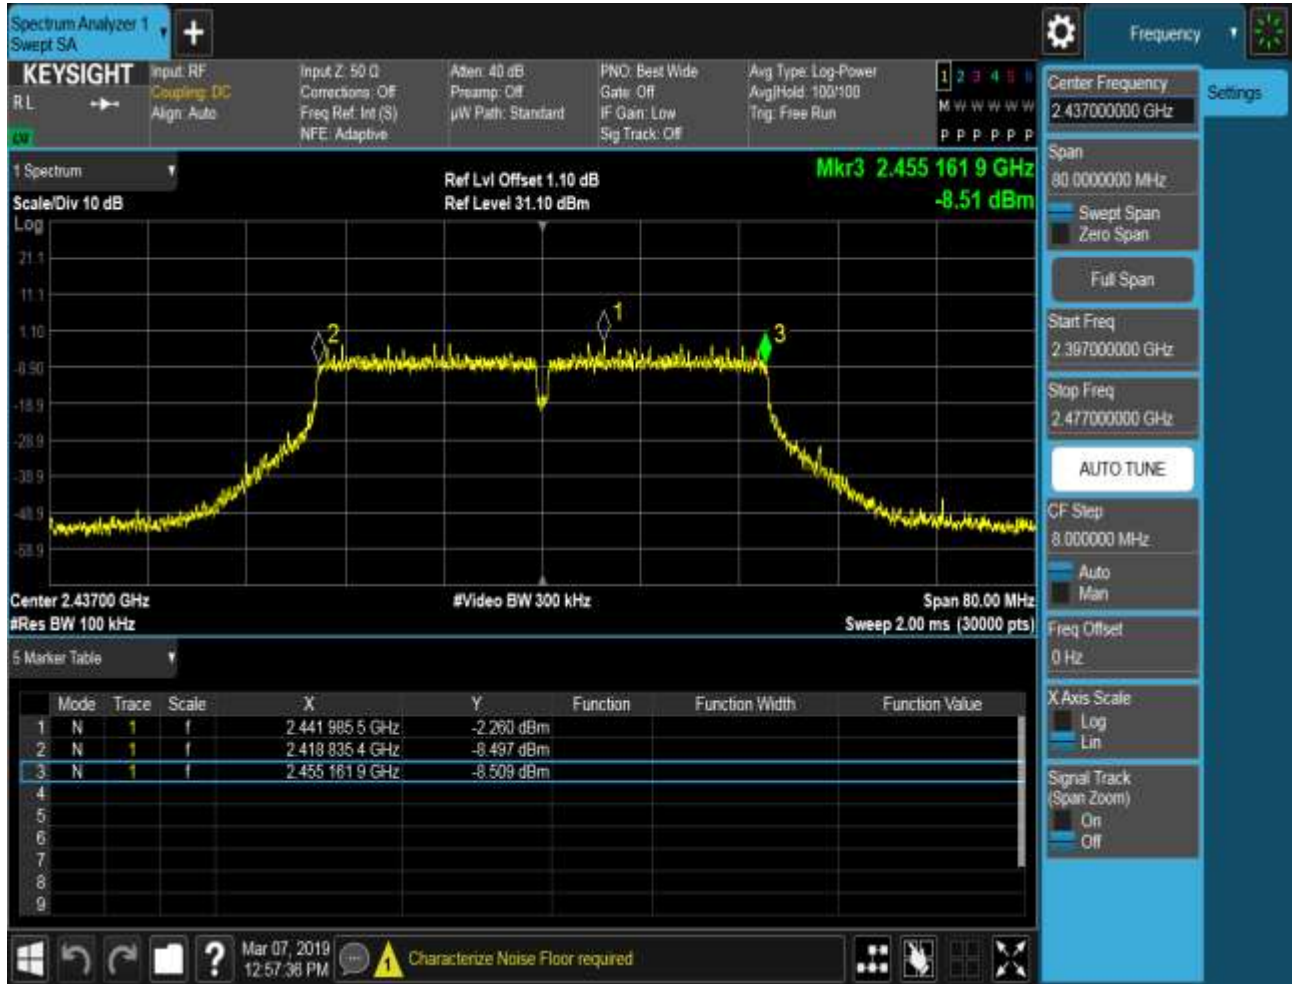 Spectrum Analyzer 1
Swept SA
+
Frequency
KEYSIGHT
RL
Input: RF
Coupling: DC
Align: Auto
Input Z: 50 Ω
Corrections: Off
Freq Ref: Int (S)
NFE: Adaptive
Atten: 40 dB
Preamp: Off
µW Path: Standard
PNO: Best Wide
Gate: Off
IF Gain: Low
Sig Track: Off
Avg Type: Log-Power
Avg|Hold: 100/100
Trig: Free Run
1 2 3 4 5 6
M W W W W W
P P P P P P
1 Spectrum
Scale/Div 10 dB
Ref Lvl Offset 1.10 dB
Ref Level 31.10 dBm
Mkr3 2.455 161 9 GHz
-8.51 dBm
Log
21.1
11.1
1.10
-8.90
-18.9
-28.9
-38.9
-48.9
-58.9
1
2
3
Center 2.43700 GHz
#Res BW 100 kHz
#Video BW 300 kHz
Span 80.00 MHz
Sweep 2.00 ms (30000 pts)
5 Marker Table
Mode Trace Scale X Y Function Function Width Function Value
1 N 1 f 2.441 985 5 GHz -2.260 dBm
2 N 1 f 2.418 835 4 GHz -8.497 dBm
3 N 1 f 2.455 161 9 GHz -8.509 dBm
4
5
6
7
8
9
Center Frequency
2.437000000 GHz
Settings
Span
80.0000000 MHz
Swept Span
Zero Span
Full Span
Start Freq
2.397000000 GHz
Stop Freq
2.477000000 GHz
AUTO TUNE
CF Step
8.000000 MHz
Auto
Man
Freq Offset
0 Hz
X Axis Scale
Log
Lin
Signal Track
(Span Zoom)
On
Off
?
Mar 07, 2019
12:57:36 PM
1
Characterize Noise Floor required